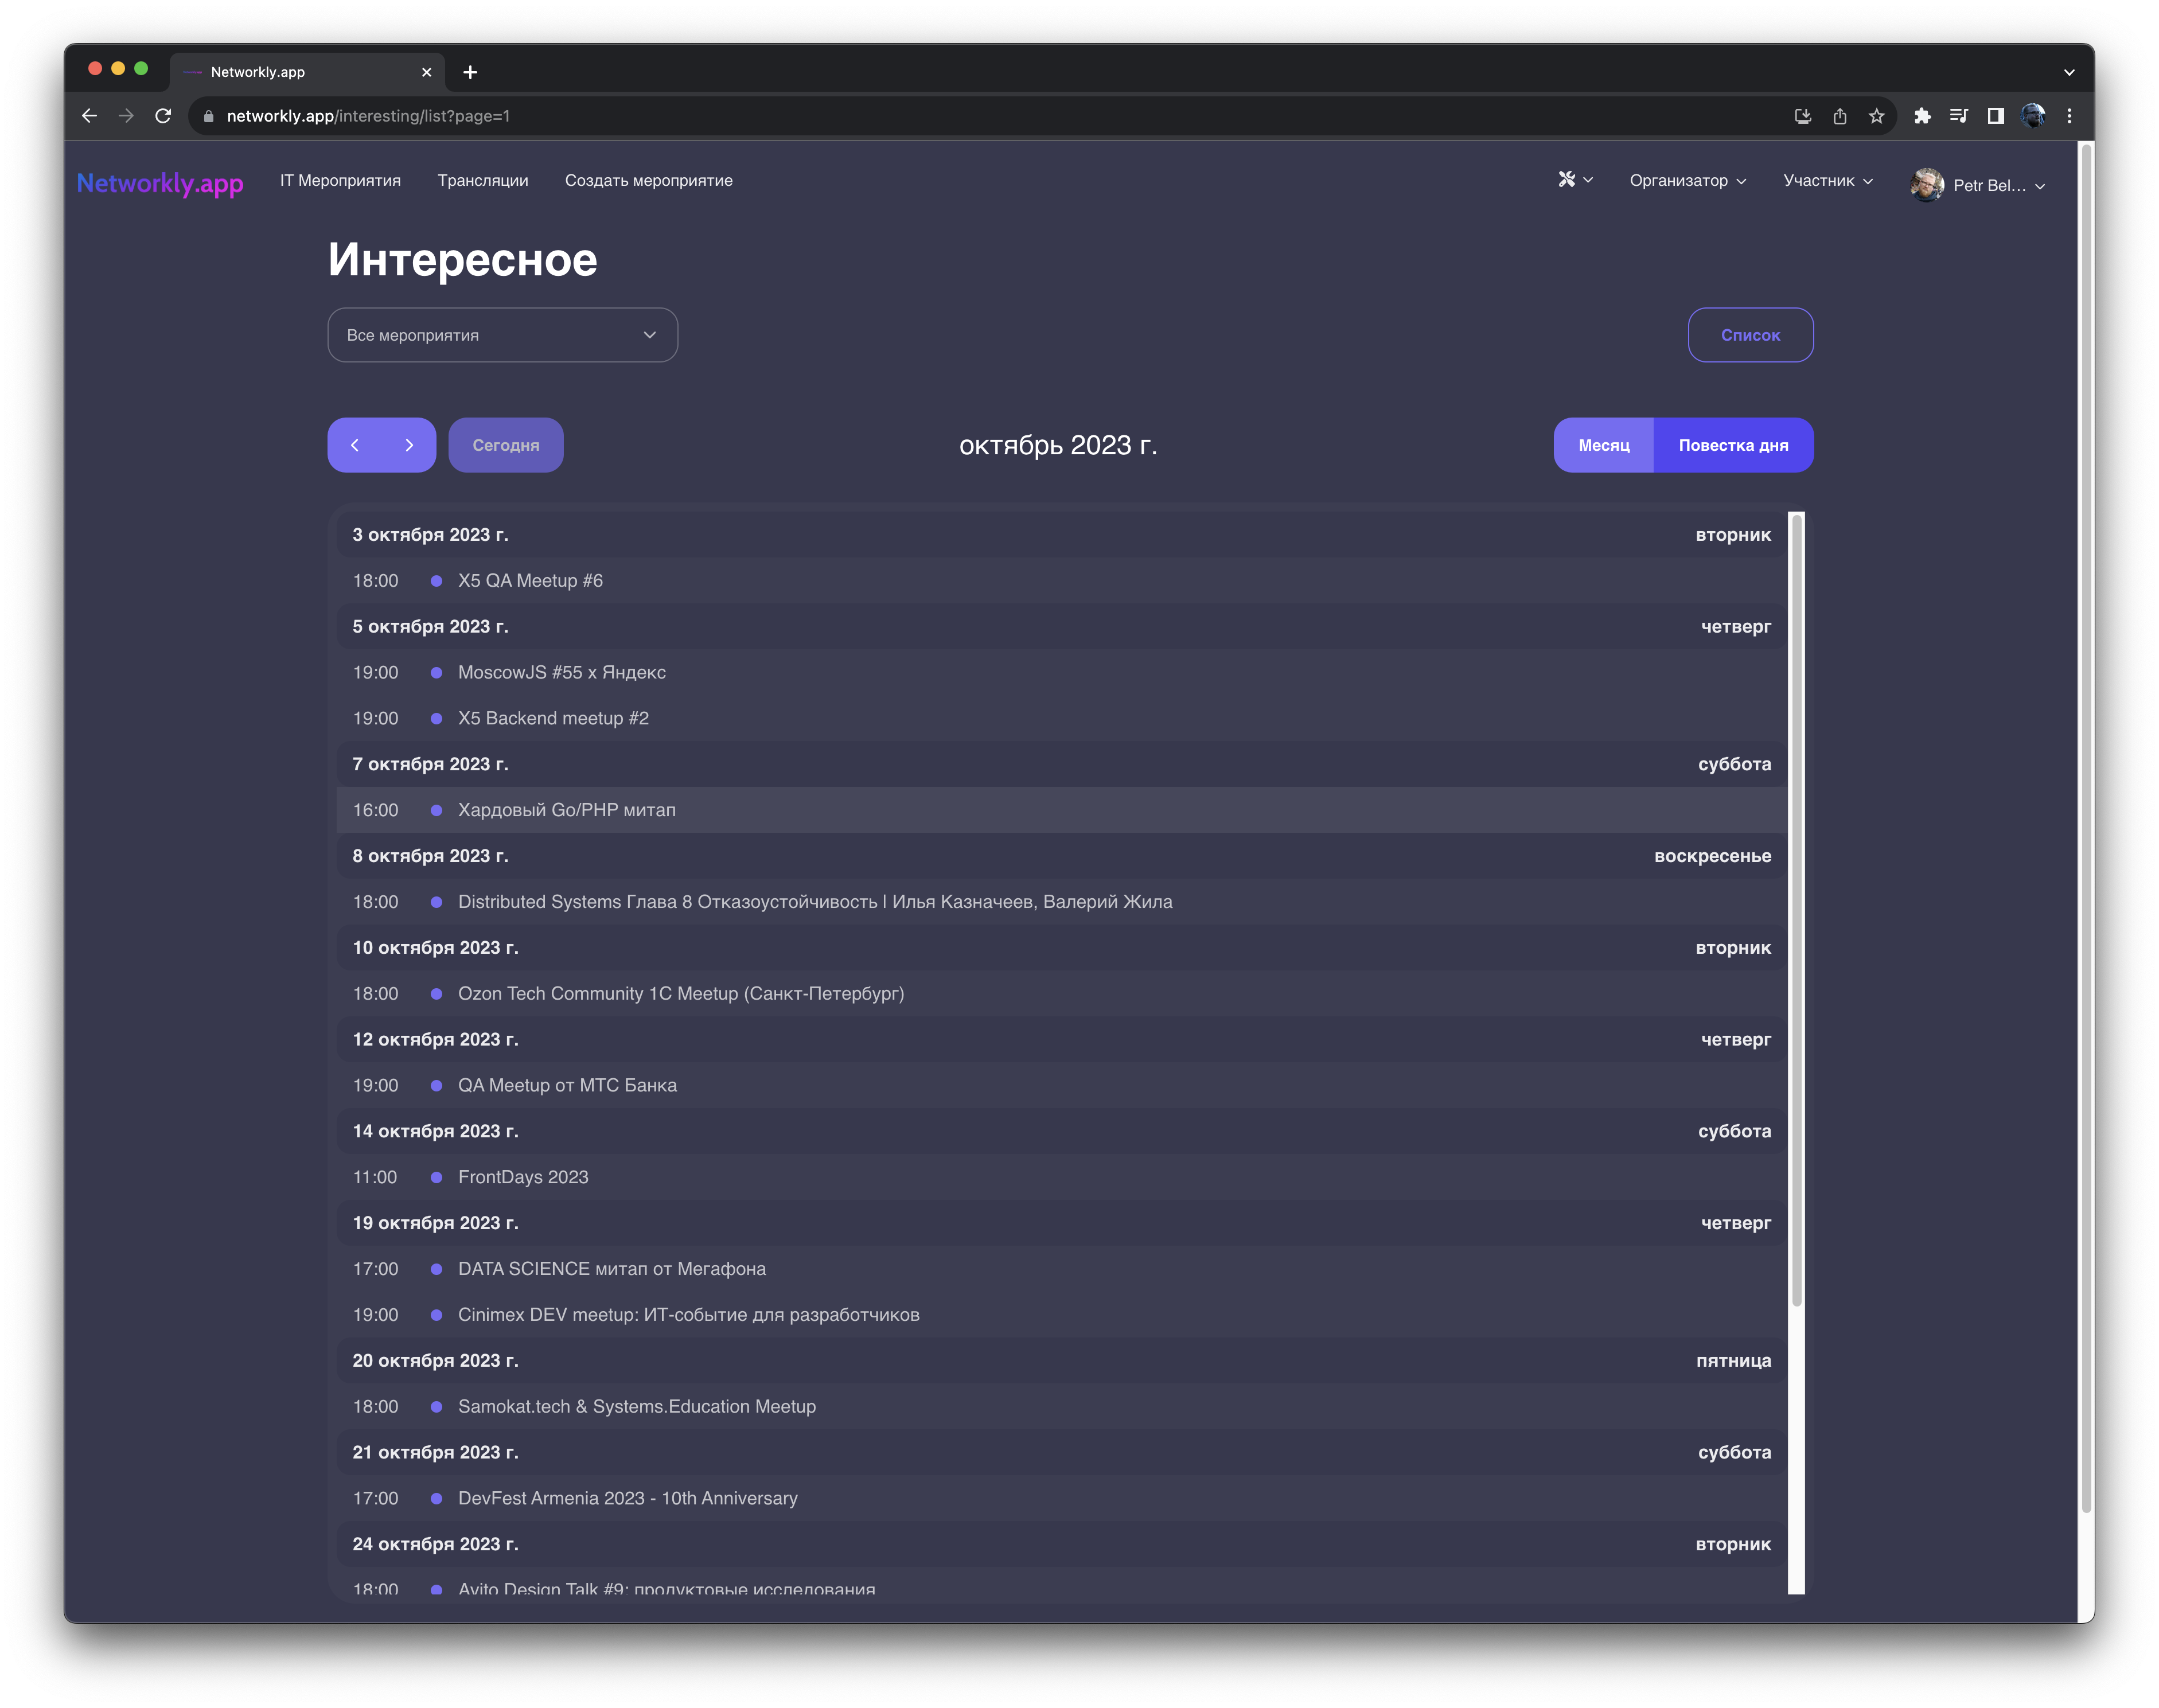 Networkly.app
networkly.app/interesting/list?page=1
Networkly.app IT Мероприятия Трансляции Создать мероприятие Организатор Участник Petr Bel...
Интересное
Все мероприятия Список
Сегодня октябрь 2023 г. Месяц Повестка дня
3 октября 2023 г. вторник
18:00 X5 QA Meetup #6
5 октября 2023 г. четверг
19:00 MoscowJS #55 x Яндекс
19:00 X5 Backend meetup #2
7 октября 2023 г. суббота
16:00 Хардовый Go/PHP митап
8 октября 2023 г. воскресенье
18:00 Distributed Systems Глава 8 Отказоустойчивость | Илья Казначеев, Валерий Жила
10 октября 2023 г. вторник
18:00 Ozon Tech Community 1C Meetup (Санкт-Петербург)
12 октября 2023 г. четверг
19:00 QA Meetup от МТС Банка
14 октября 2023 г. суббота
11:00 FrontDays 2023
19 октября 2023 г. четверг
17:00 DATA SCIENCE митап от Мегафона
19:00 Cinimex DEV meetup: ИТ-событие для разработчиков
20 октября 2023 г. пятница
18:00 Samokat.tech & Systems.Education Meetup
21 октября 2023 г. суббота
17:00 DevFest Armenia 2023 - 10th Anniversary
24 октября 2023 г. вторник
18:00 Avito Design Talk #9: продуктовые исследования